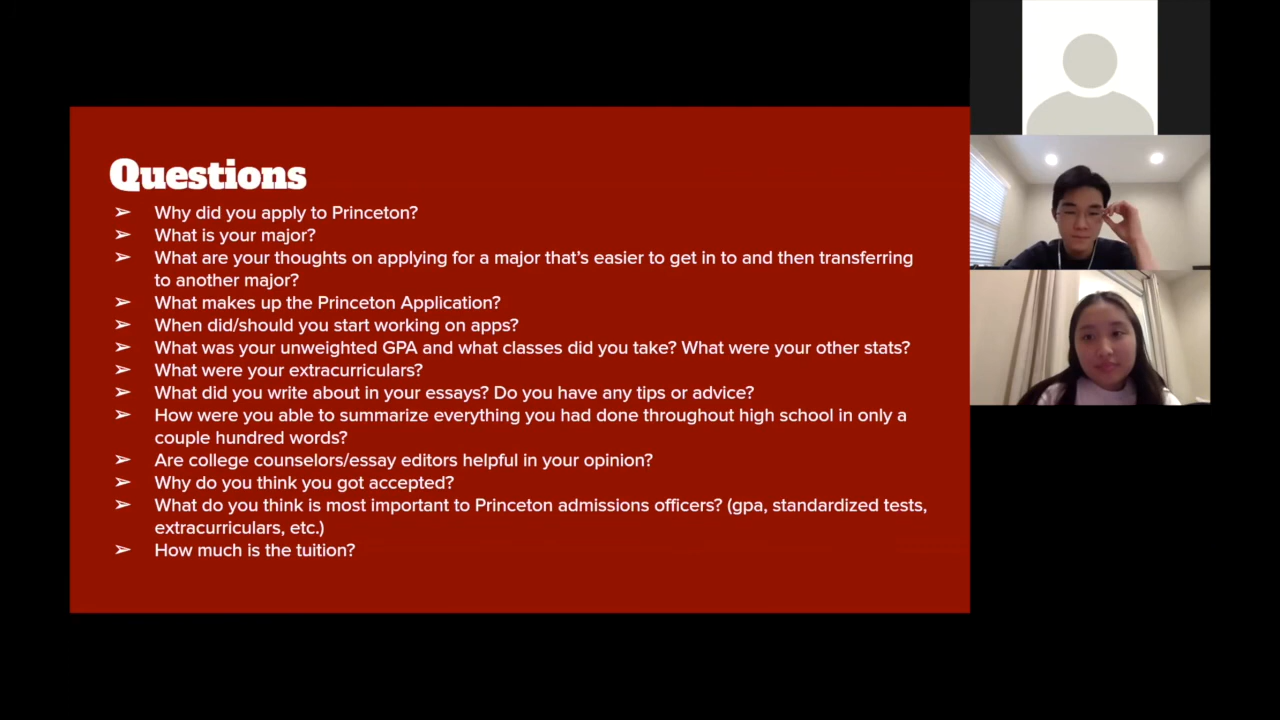 Questions
➢ Why did you apply to Princeton?
➢ What is your major?
➢ What are your thoughts on applying for a major that's easier to get in to and then transferring
to another major?
➢ What makes up the Princeton Application?
➢ When did/should you start working on apps?
➢ What was your unweighted GPA and what classes did you take? What were your other stats?
➢ What were your extracurriculars?
➢ What did you write about in your essays? Do you have any tips or advice?
➢ How were you able to summarize everything you had done throughout high school in only a
couple hundred words?
➢ Are college counselors/essay editors helpful in your opinion?
➢ Why do you think you got accepted?
➢ What do you think is most important to Princeton admissions officers? (gpa, standardized tests,
extracurriculars, etc.)
➢ How much is the tuition?